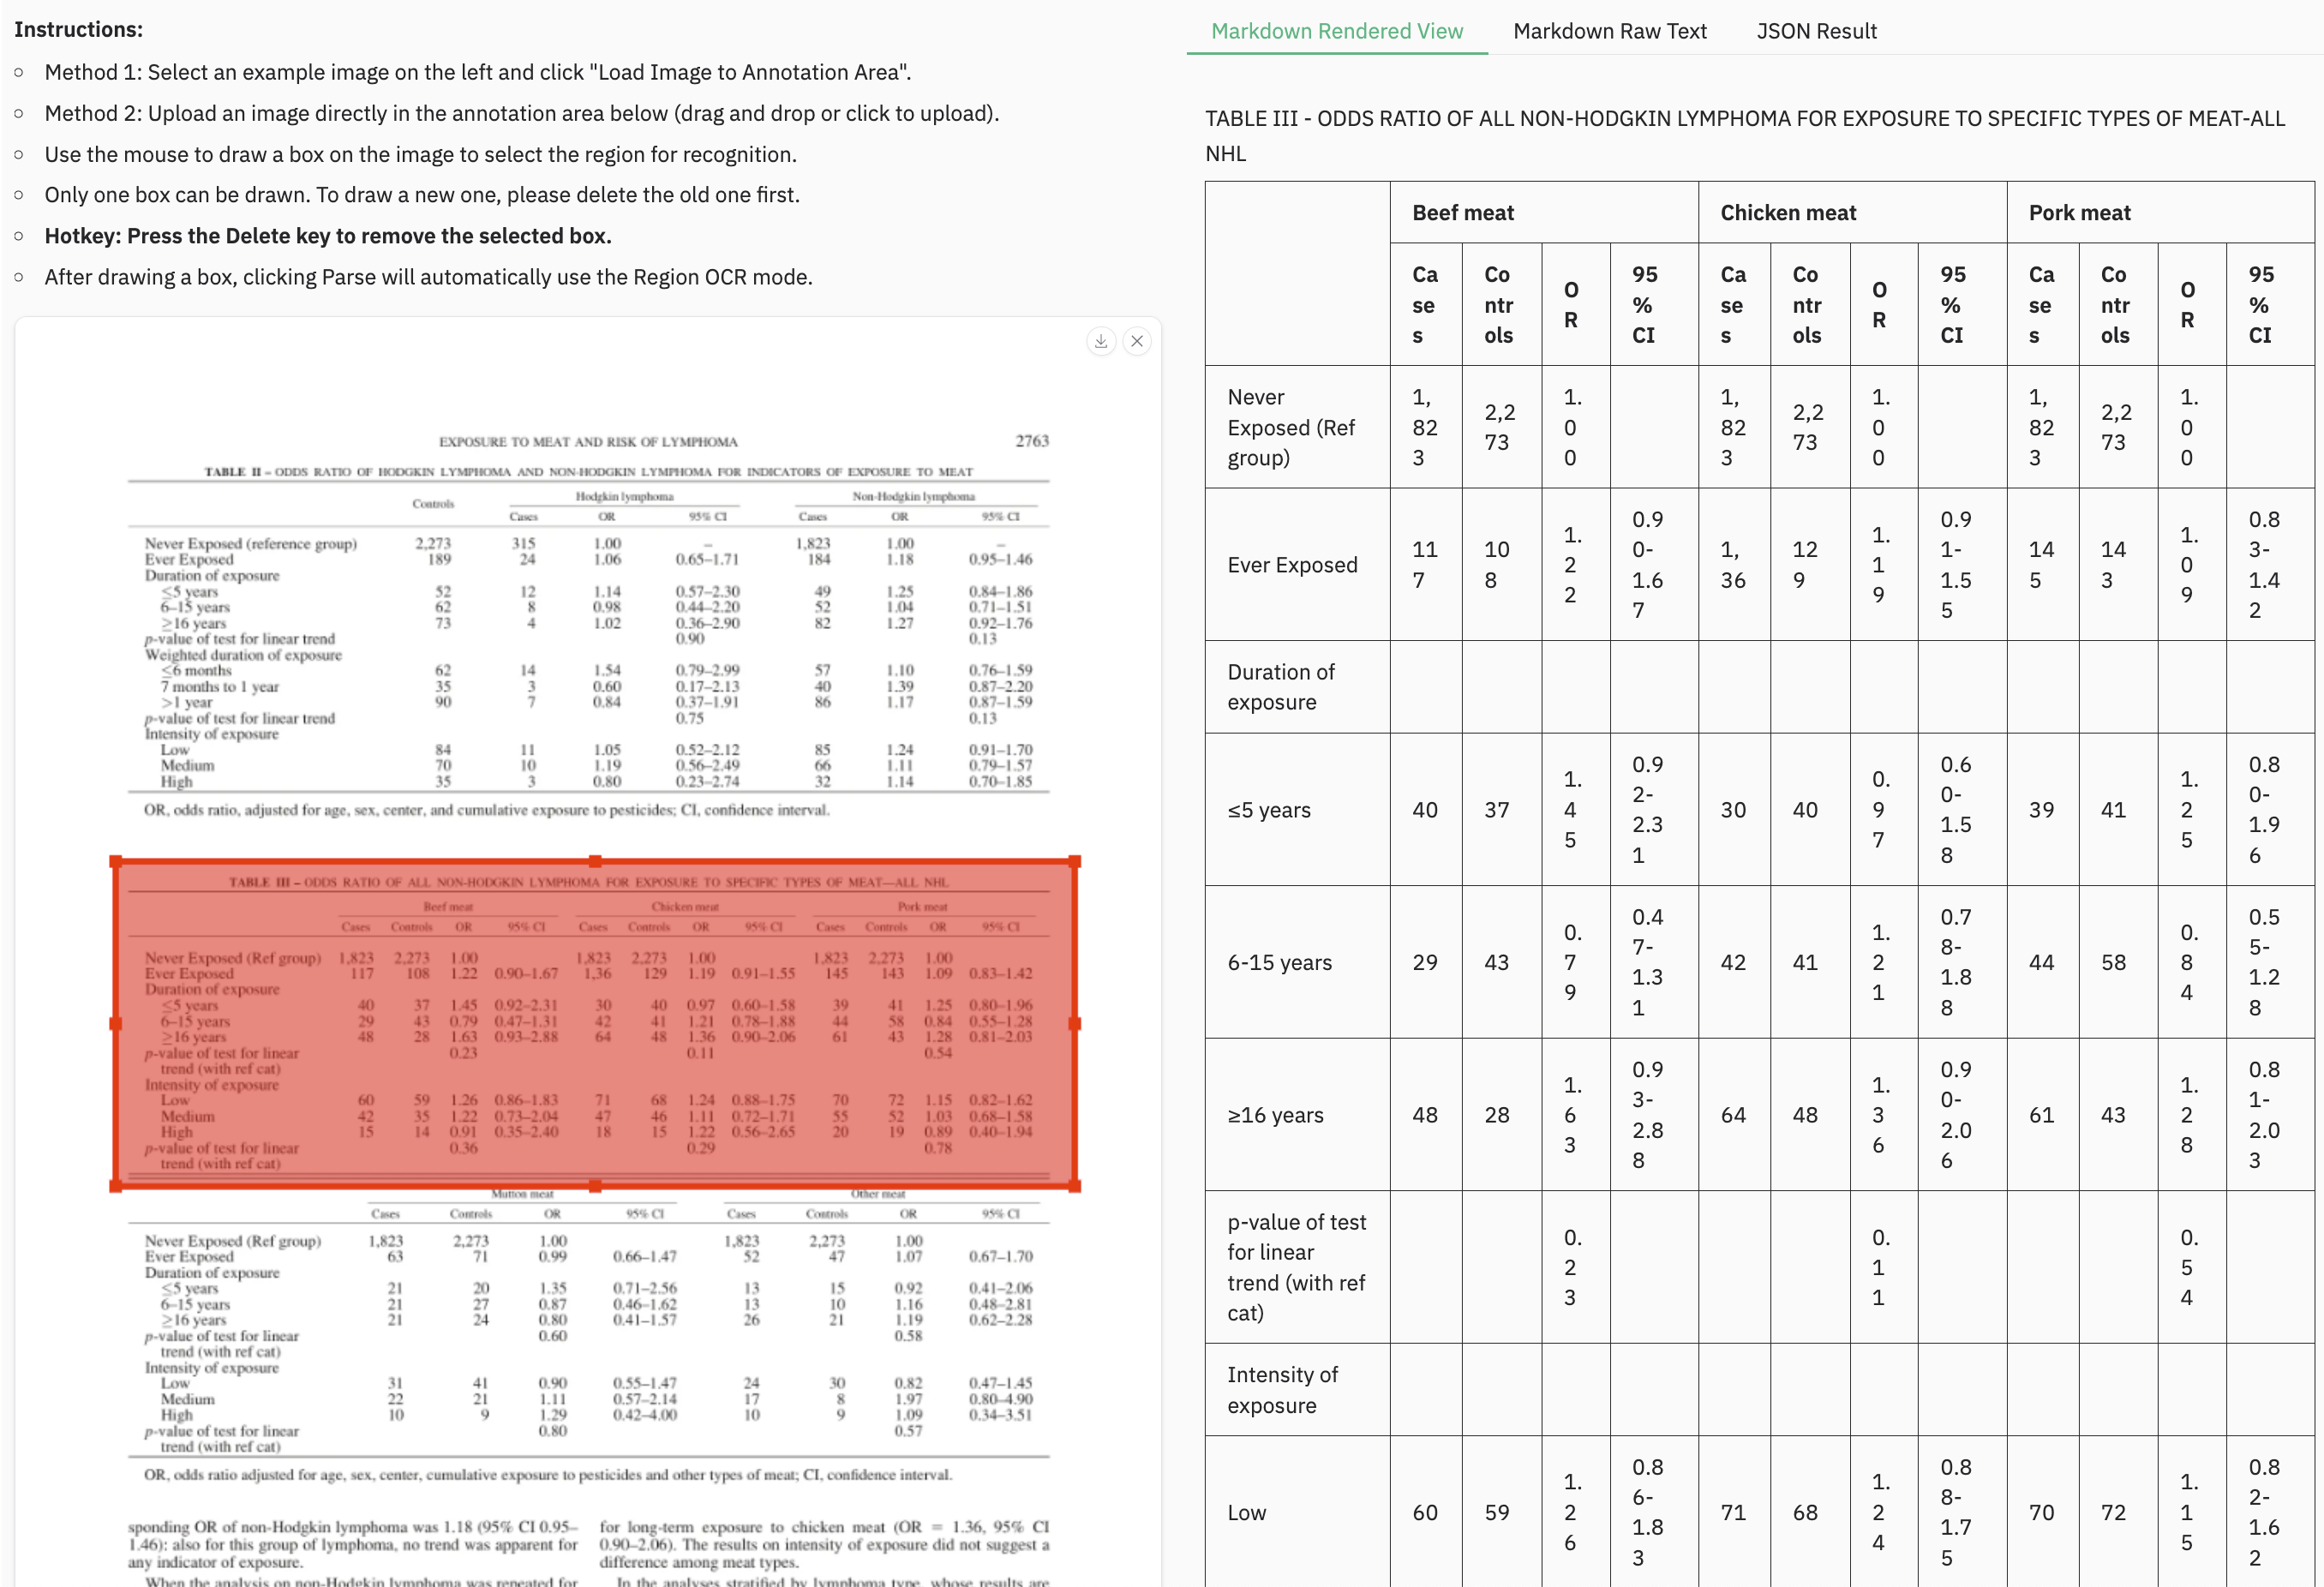 Instructions:
Method 1: Select an example image on the left and click "Load Image to Annotation Area".
Method 2: Upload an image directly in the annotation area below (drag and drop or click to upload).
Use the mouse to draw a box on the image to select the region for recognition.
Only one box can be drawn. To draw a new one, please delete the old one first.
Hotkey: Press the Delete key to remove the selected box.
After drawing a box, clicking Parse will automatically use the Region OCR mode.
EXPOSURE TO MEAT AND RISK OF LYMPHOMA 2763
TABLE II – ODDS RATIO OF HODGKIN LYMPHOMA AND NON-HODGKIN LYMPHOMA FOR INDICATORS OF EXPOSURE TO MEAT
Controls Hodgkin lymphoma Non-Hodgkin lymphoma
Cases OR 95% CI Cases OR 95% CI
Never Exposed (reference group) 2,273 315 1.00 – 1,823 1.00 –
Ever Exposed 189 24 1.06 0.65–1.71 184 1.18 0.95–1.46
Duration of exposure
≤5 years 52 12 1.14 0.57–2.30 49 1.25 0.84–1.86
6–15 years 62 8 0.98 0.44–2.20 52 1.04 0.71–1.51
≥16 years 73 4 1.02 0.36–2.90 82 1.27 0.92–1.76
p-value of test for linear trend 0.90 0.13
Weighted duration of exposure
≤6 months 62 14 1.54 0.79–2.99 57 1.10 0.76–1.59
7 months to 1 year 35 3 0.60 0.17–2.13 40 1.39 0.87–2.20
>1 year 90 7 0.84 0.37–1.91 86 1.17 0.87–1.59
p-value of test for linear trend 0.75 0.13
Intensity of exposure
Low 84 11 1.05 0.52–2.12 85 1.24 0.91–1.70
Medium 70 10 1.19 0.56–2.49 66 1.11 0.79–1.57
High 35 3 0.80 0.23–2.74 32 1.14 0.70–1.85
OR, odds ratio, adjusted for age, sex, center, and cumulative exposure to pesticides; CI, confidence interval.
TABLE III – ODDS RATIO OF ALL NON-HODGKIN LYMPHOMA FOR EXPOSURE TO SPECIFIC TYPES OF MEAT—ALL NHL
Beef meat Chicken meat Pork meat
Cases Controls OR 95% CI Cases Controls OR 95% CI Cases Controls OR 95% CI
Never Exposed (Ref group) 1,823 2,273 1.00 1,823 2,273 1.00 1,823 2,273 1.00
Ever Exposed 117 108 1.22 0.90–1.67 1,36 129 1.19 0.91–1.55 145 143 1.09 0.83–1.42
Duration of exposure
≤5 years 40 37 1.45 0.92–2.31 30 40 0.97 0.60–1.58 39 41 1.25 0.80–1.96
6–15 years 29 43 0.79 0.47–1.31 42 41 1.21 0.78–1.88 44 58 0.84 0.55–1.28
≥16 years 48 28 1.63 0.93–2.88 64 48 1.36 0.90–2.06 61 43 1.28 0.81–2.03
p-value of test for linear 0.23 0.11 0.54
trend (with ref cat)
Intensity of exposure
Low 60 59 1.26 0.86–1.83 71 68 1.24 0.88–1.75 70 72 1.15 0.82–1.62
Medium 42 35 1.22 0.73–2.04 47 46 1.11 0.72–1.71 55 52 1.03 0.68–1.58
High 15 14 0.91 0.35–2.40 18 15 1.22 0.56–2.65 20 19 0.89 0.40–1.94
p-value of test for linear 0.36 0.29 0.78
trend (with ref cat)
Mutton meat Other meat
Cases Controls OR 95% CI Cases Controls OR 95% CI
Never Exposed (Ref group) 1,823 2,273 1.00 1,823 2,273 1.00
Ever Exposed 63 71 0.99 0.66–1.47 52 47 1.07 0.67–1.70
Duration of exposure
≤5 years 21 20 1.35 0.71–2.56 13 15 0.92 0.41–2.06
6–15 years 21 27 0.87 0.46–1.62 13 10 1.16 0.48–2.81
≥16 years 21 24 0.80 0.41–1.57 26 21 1.19 0.62–2.28
p-value of test for linear 0.60 0.58
trend (with ref cat)
Intensity of exposure
Low 31 41 0.90 0.55–1.47 24 30 0.82 0.47–1.45
Medium 22 21 1.11 0.57–2.14 17 8 1.97 0.80–4.90
High 10 9 1.29 0.42–4.00 10 9 1.09 0.34–3.51
p-value of test for linear 0.80 0.57
trend (with ref cat)
OR, odds ratio adjusted for age, sex, center, cumulative exposure to pesticides and other types of meat; CI, confidence interval.
sponding OR of non-Hodgkin lymphoma was 1.18 (95% CI 0.95–
1.46): also for this group of lymphoma, no trend was apparent for
any indicator of exposure.
When the analysis on non-Hodgkin lymphoma was repeated for
for long-term exposure to chicken meat (OR = 1.36, 95% CI
0.90–2.06). The results on intensity of exposure did not suggest a
difference among meat types.
In the analyses stratified by lymphoma type, whose results are
Markdown Rendered View Markdown Raw Text JSON Result
TABLE III - ODDS RATIO OF ALL NON-HODGKIN LYMPHOMA FOR EXPOSURE TO SPECIFIC TYPES OF MEAT-ALL
NHL
Beef meat Chicken meat Pork meat
Cases Controls OR 95% CI Cases Controls OR 95% CI Cases Controls OR 95% CI
Never Exposed (Ref group) 1,823 2,273 1.00 1,823 2,273 1.00 1,823 2,273 1.00
Ever Exposed 117 108 1.22 0.90-1.67 1,36 129 1.19 0.91-1.55 145 143 1.09 0.83-1.42
Duration of exposure
≤5 years 40 37 1.45 0.92-2.31 30 40 0.97 0.60-1.58 39 41 1.25 0.80-1.96
6-15 years 29 43 0.79 0.47-1.31 42 41 1.21 0.78-1.88 44 58 0.84 0.55-1.28
≥16 years 48 28 1.63 0.93-2.88 64 48 1.36 0.90-2.06 61 43 1.28 0.81-2.03
p-value of test for linear trend (with ref cat) 0.23 0.11 0.54
Intensity of exposure
Low 60 59 1.26 0.86-1.83 71 68 1.24 0.88-1.75 70 72 1.15 0.82-1.62